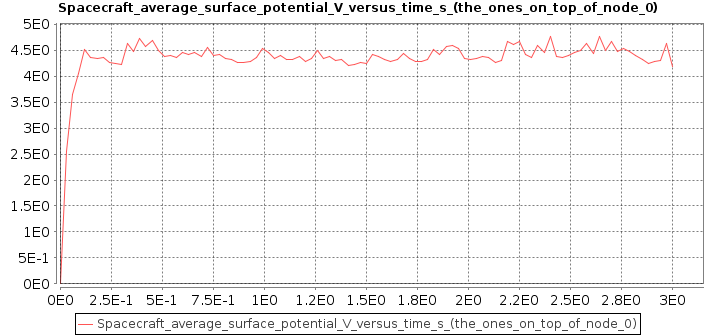 Spacecraft_average_surface_potential_V_versus_time_s_(the_ones_on_top_of_node_0)
5E0
4.5E0
4E0
3.5E0
3E0
2.5E0
2E0
1.5E0
1E0
5E-1
0E0
0E0 2.5E-1 5E-1 7.5E-1 1E0 1.2E0 1.5E0 1.8E0 2E0 2.2E0 2.5E0 2.8E0 3E0
Spacecraft_average_surface_potential_V_versus_time_s_(the_ones_on_top_of_node_0)